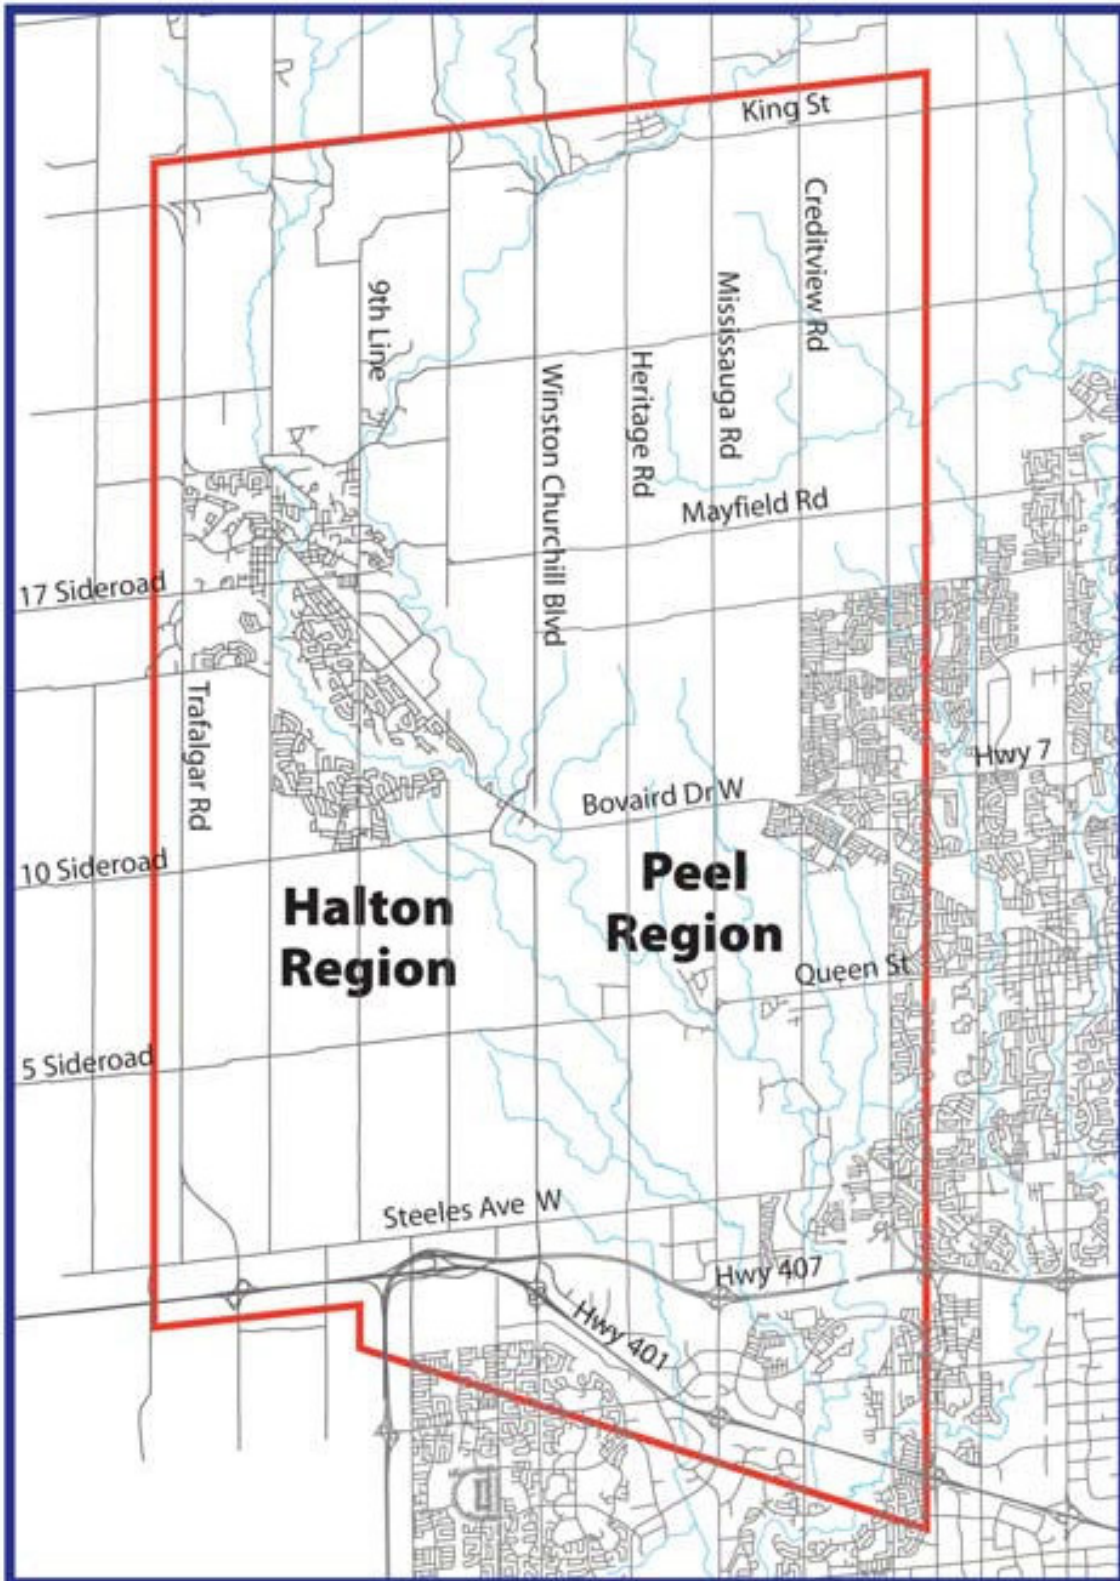 King St
Creditview Rd
9th Line
Mississauga Rd
Heritage Rd
Winston Churchill Blvd
Mayfield Rd
17 Sideroad
Trafalgar Rd
Hwy 7
Bovaird Dr W
10 Sideroad
Peel
Region
Halton
Region
Queen St
5 Sideroad
Steeles Ave W
Hwy 407
Hwy 401